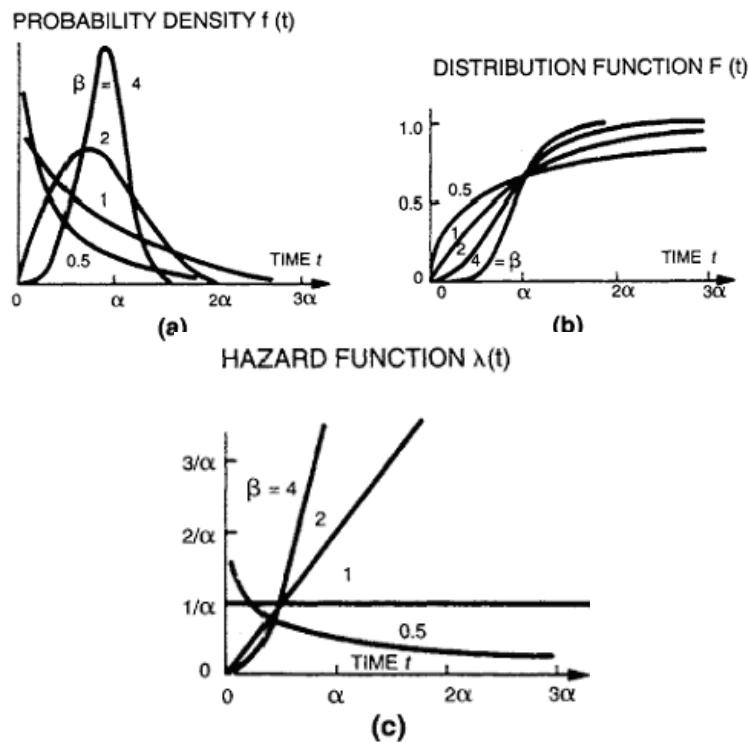 PROBABILITY DENSITY f (t)
β = 4
2
1
0.5
TIME t
0 α 2α 3α
(a)
DISTRIBUTION FUNCTION F (t)
1.0
0.5
0.5
1
2
4 = β
TIME t
0
0 α 2α 3α
(b)
HAZARD FUNCTION λ(t)
3/α
β = 4
2
2/α
1
1/α
0.5
TIME t
0
0 α 2α 3α
(c)